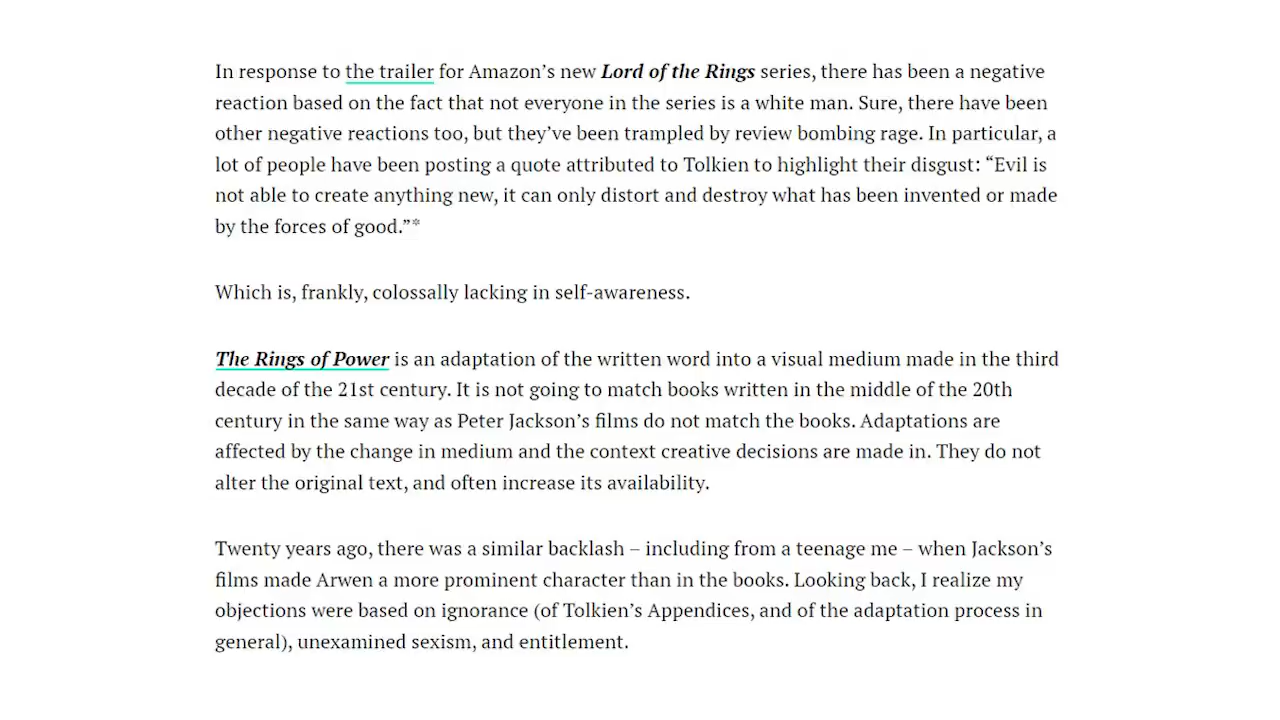 In response to the trailer for Amazon’s new Lord of the Rings series, there has been a negative
reaction based on the fact that not everyone in the series is a white man. Sure, there have been
other negative reactions too, but they’ve been trampled by review bombing rage. In particular, a
lot of people have been posting a quote attributed to Tolkien to highlight their disgust: “Evil is
not able to create anything new, it can only distort and destroy what has been invented or made
by the forces of good.”*
Which is, frankly, colossally lacking in self-awareness.
The Rings of Power is an adaptation of the written word into a visual medium made in the third
decade of the 21st century. It is not going to match books written in the middle of the 20th
century in the same way as Peter Jackson’s films do not match the books. Adaptations are
affected by the change in medium and the context creative decisions are made in. They do not
alter the original text, and often increase its availability.
Twenty years ago, there was a similar backlash – including from a teenage me – when Jackson’s
films made Arwen a more prominent character than in the books. Looking back, I realize my
objections were based on ignorance (of Tolkien’s Appendices, and of the adaptation process in
general), unexamined sexism, and entitlement.